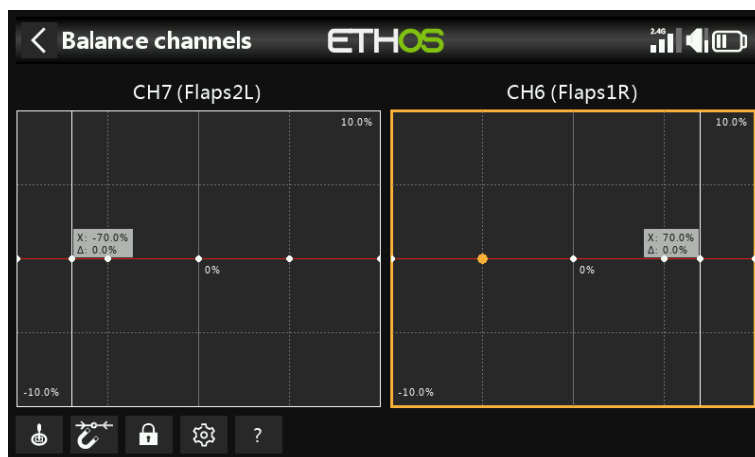 Balance channels
ETHOS
2.4G
CH7 (Flaps2L)
CH6 (Flaps1R)
10.0%
X: -70.0%
Δ: 0.0%
0%
-10.0%
10.0%
X: 70.0%
Δ: 0.0%
0%
-10.0%
?